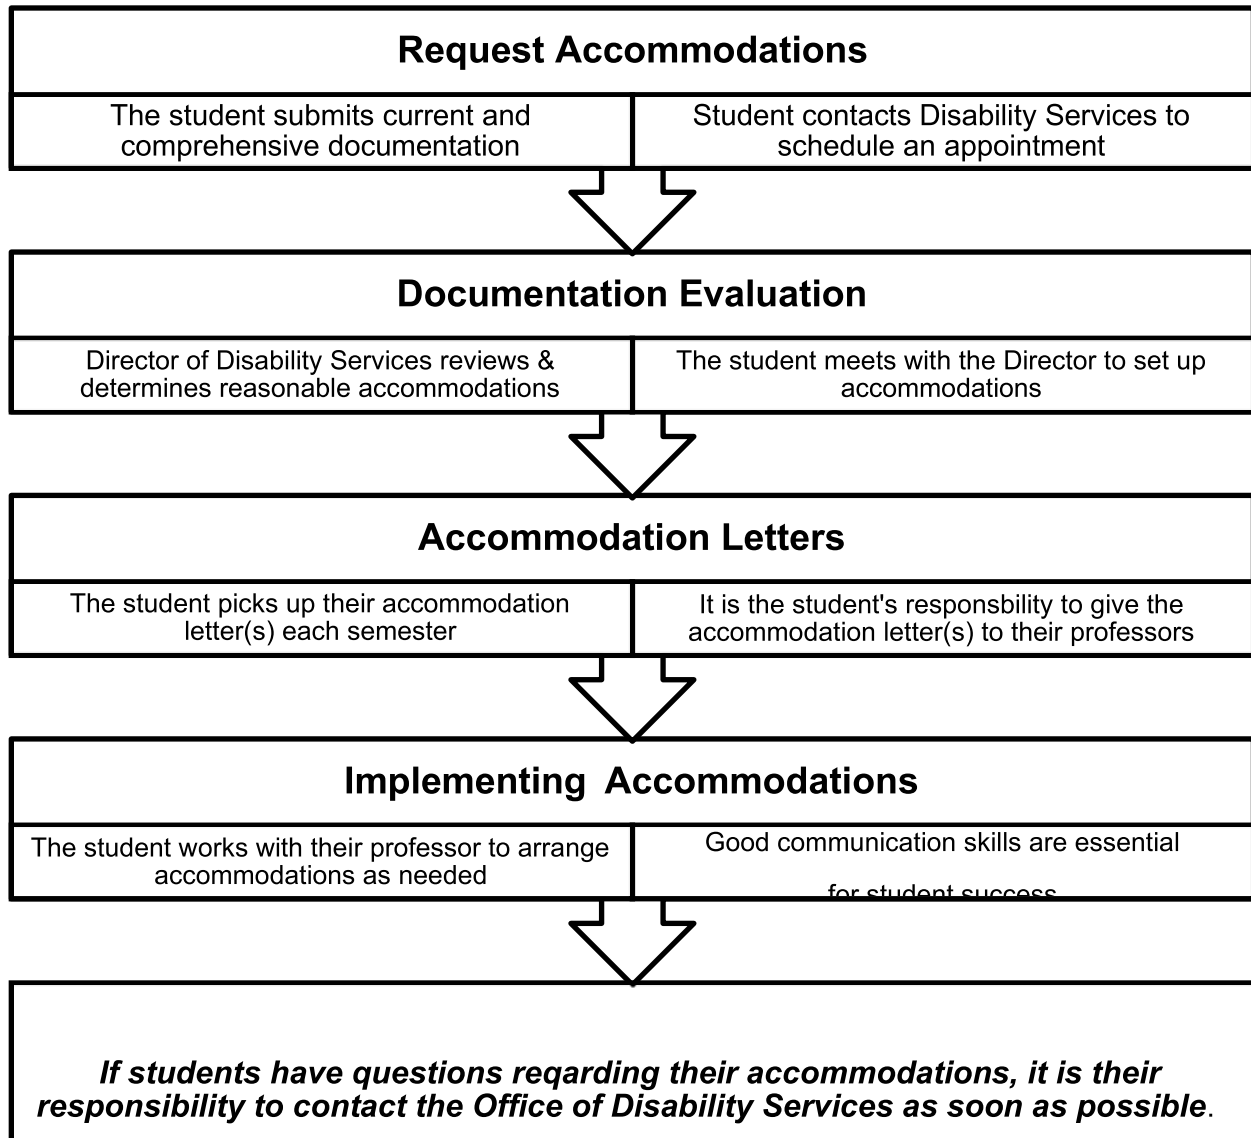 Request Accommodations
The student submits current and
comprehensive documentation
Student contacts Disability Services to
schedule an appointment
Documentation Evaluation
Director of Disability Services reviews &
determines reasonable accommodations
The student meets with the Director to set up
accommodations
Accommodation Letters
The student picks up their accommodation
letter(s) each semester
It is the student's responsbility to give the
accommodation letter(s) to their professors
Implementing  Accommodations
The student works with their professor to arrange
accommodations as needed
Good communication skills are essential
for student success
If students have questions reqarding their accommodations, it is their
responsibility to contact the Office of Disability Services as soon as possible.